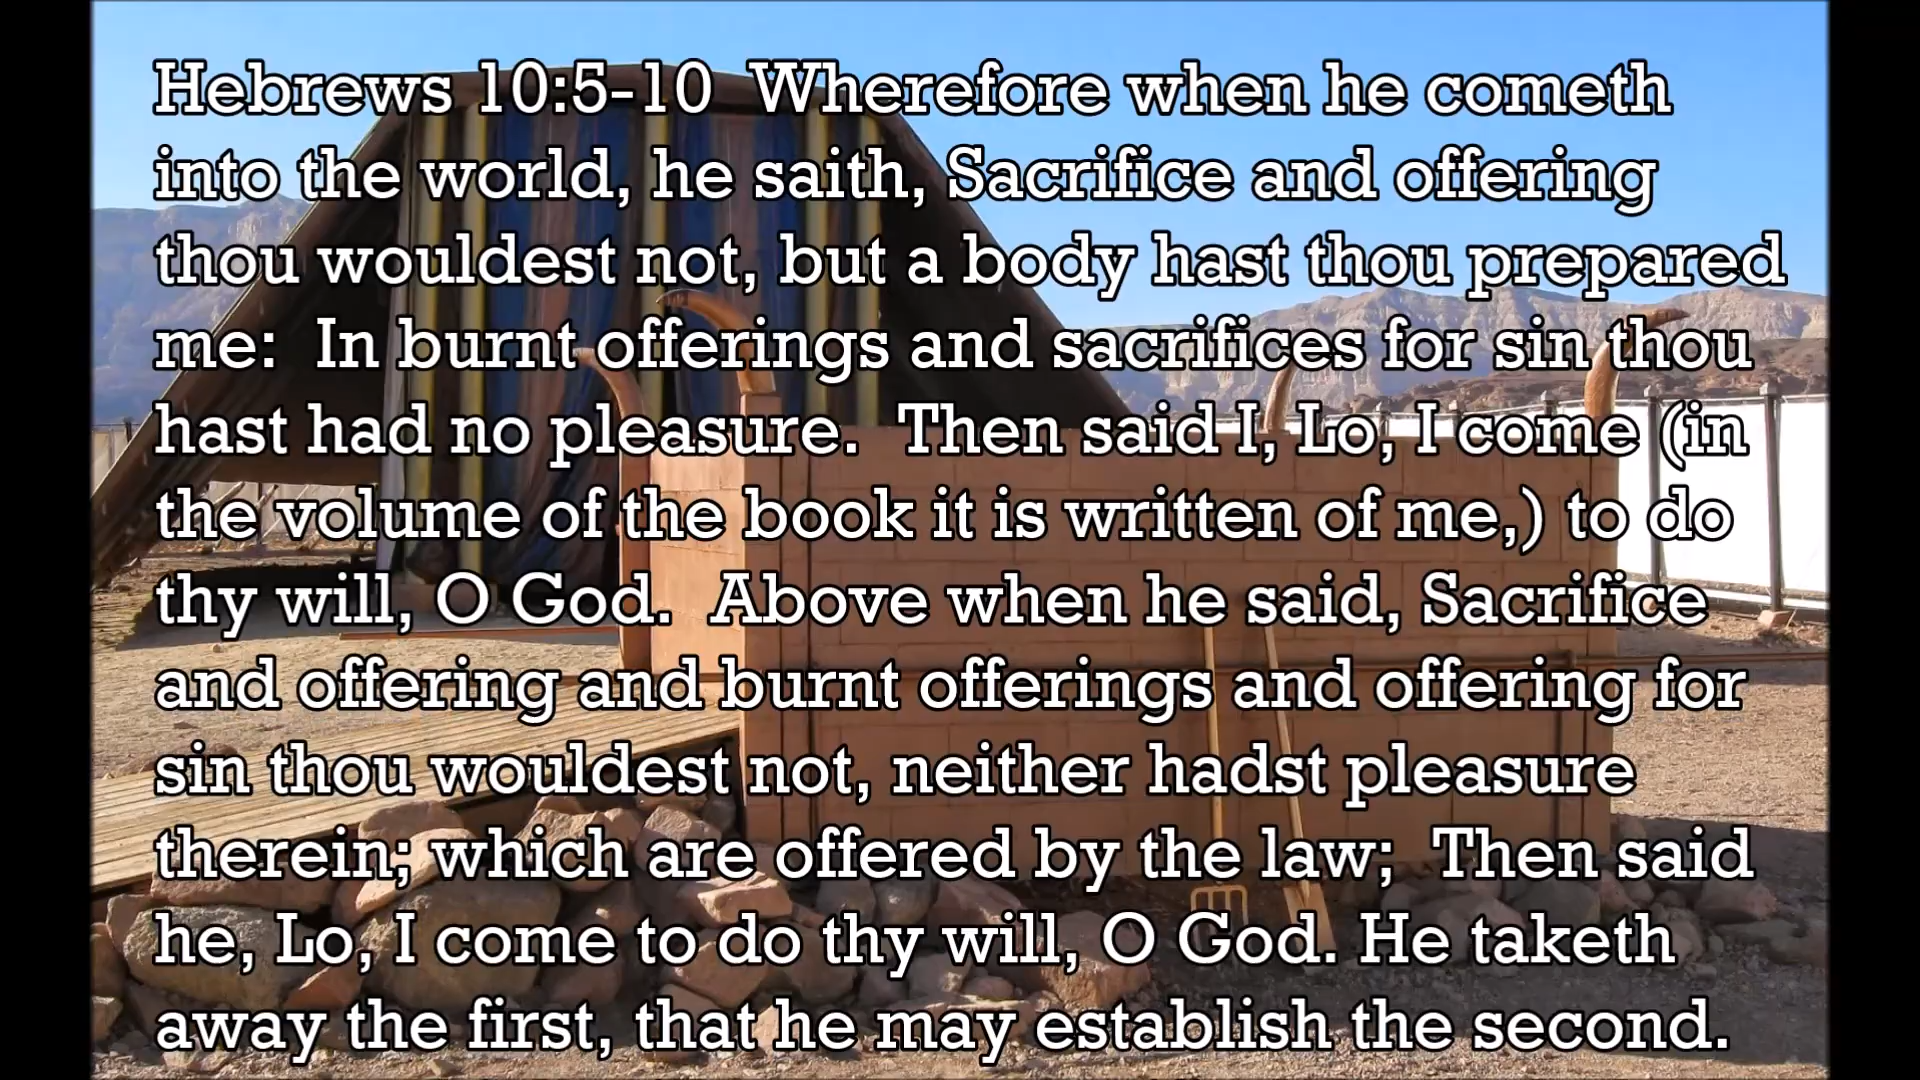 Hebrews 10:5-10  Wherefore when he cometh
into the world, he saith, Sacrifice and offering
thou wouldest not, but a body hast thou prepared
me:  In burnt offerings and sacrifices for sin thou
hast had no pleasure.  Then said I, Lo, I come (in
the volume of the book it is written of me,) to do
thy will, O God.  Above when he said, Sacrifice
and offering and burnt offerings and offering for
sin thou wouldest not, neither hadst pleasure
therein; which are offered by the law;  Then said
he, Lo, I come to do thy will, O God. He taketh
away the first, that he may establish the second.